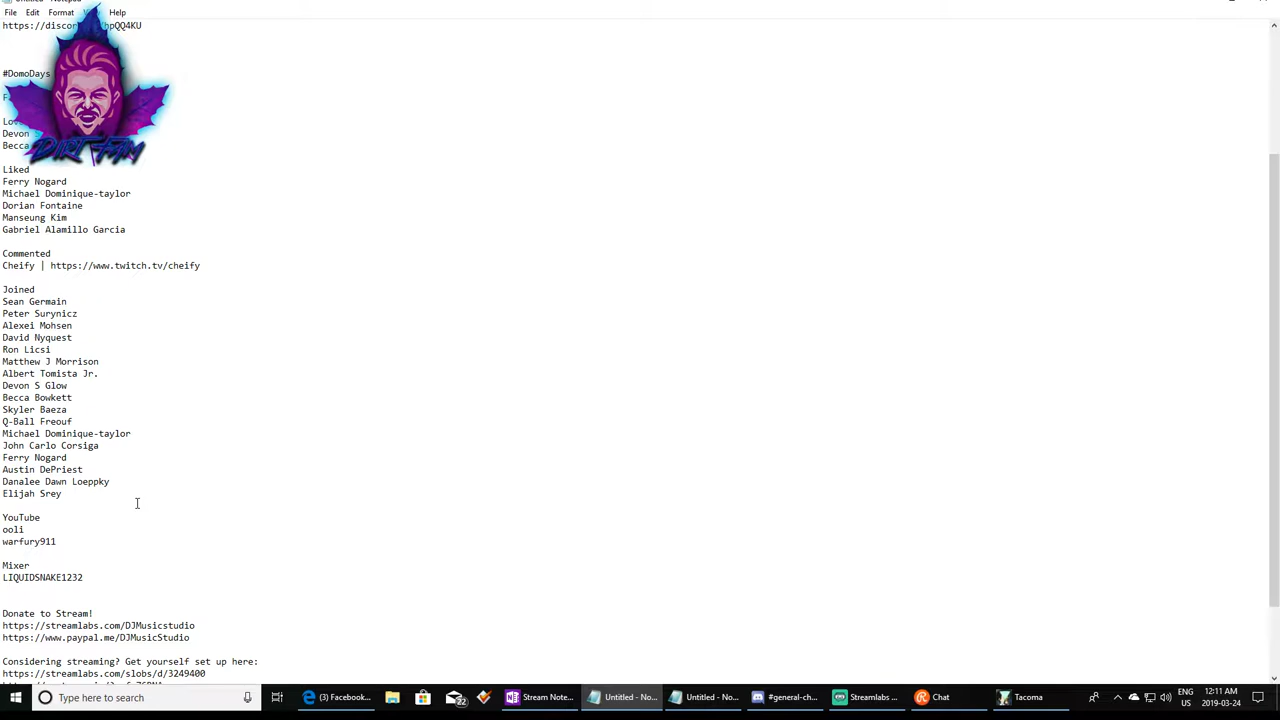 File Edit Format Help
https://discor hpQQ4KU
#DomoDays
DIRT FAM
Devon S
Becca
Liked
Ferry Nogard
Michael Dominique-taylor
Dorian Fontaine
Manseung Kim
Gabriel Alamillo Garcia
Commented
Cheify | https://www.twitch.tv/cheify
Joined
Sean Germain
Peter Surynicz
Alexei Mohsen
David Nyquest
Ron Licsi
Matthew J Morrison
Albert Tomista Jr.
Devon S Glow
Becca Bowkett
Skyler Baeza
Q-Ball Freouf
Michael Dominique-taylor
John Carlo Corsiga
Ferry Nogard
Austin DePriest
Danalee Dawn Loeppky
Elijah Srey
YouTube
ooli
warfury911
Mixer
LIQUIDSNAKE1232
Donate to Stream!
https://streamlabs.com/DJMusicstudio
https://www.paypal.me/DJMusicStudio
Considering streaming? Get yourself set up here:
https://streamlabs.com/slobs/d/3249400
Type here to search
(3) Facebook...
22
Stream Note...
Untitled - No...
Untitled - No...
#general-ch...
Streamlabs ...
Chat
Tacoma
ENG
US
12:11 AM
2019-03-24